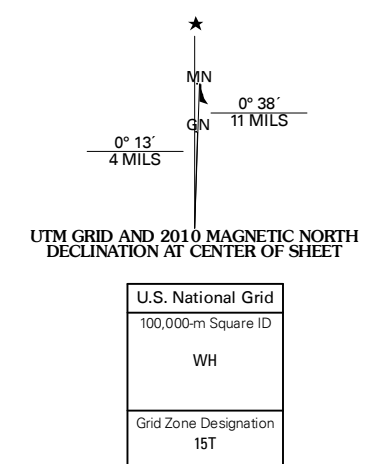 MN
GN
0° 38´
11 MILS
0° 13´
4 MILS
UTM GRID AND 2010 MAGNETIC NORTH
DECLINATION AT CENTER OF SHEET
U.S. National Grid
100,000-m Square ID
WH
Grid Zone Designation
15T